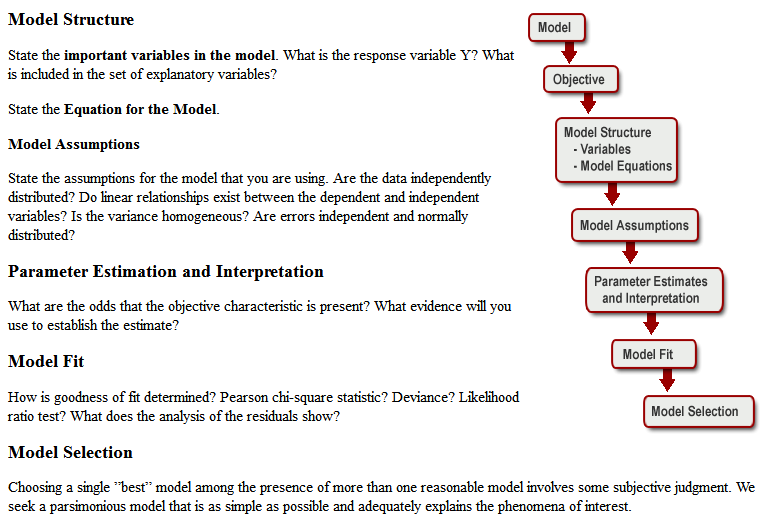 Model Structure
State the important variables in the model. What is the response variable Y? What
is included in the set of explanatory variables?
State the Equation for the Model.
Model Assumptions
State the assumptions for the model that you are using. Are the data independently
distributed? Do linear relationships exist between the dependent and independent
variables? Is the variance homogeneous? Are errors independent and normally
distributed?
Parameter Estimation and Interpretation
What are the odds that the objective characteristic is present? What evidence will you
use to establish the estimate?
Model Fit
How is goodness of fit determined? Pearson chi-square statistic? Deviance? Likelihood
ratio test? What does the analysis of the residuals show?
Model Selection
Choosing a single ”best” model among the presence of more than one reasonable model involves some subjective judgment. We
seek a parsimonious model that is as simple as possible and adequately explains the phenomena of interest.
Model
Objective
Model Structure
- Variables
- Model Equations
Model Assumptions
Parameter Estimates
and Interpretation
Model Fit
Model Selection